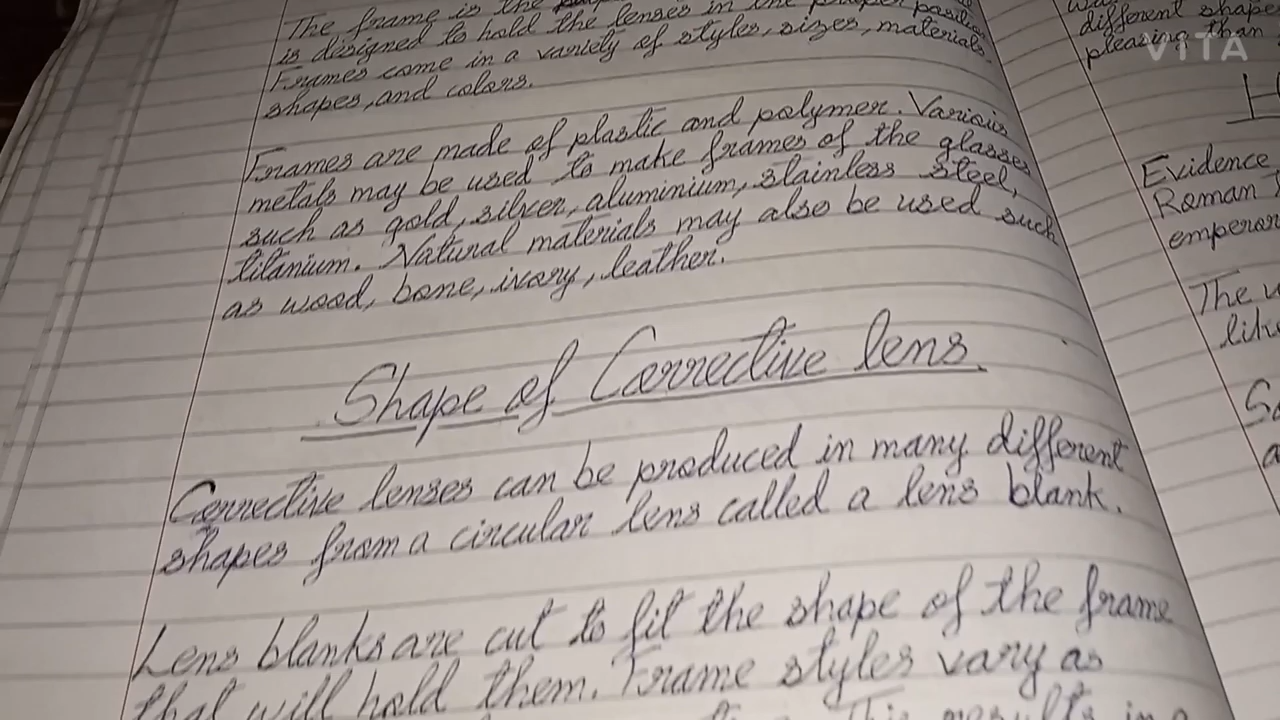 The frame is the
is designed to hold the lenses in the proper position
Frames come in a variety of styles, sizes, materials,
shapes, and colors.
Frames are made of plastic and polymer. Various
metals may be used to make frames of the glasses
such as gold, silver, aluminium, stainless steel,
titanium. Natural materials may also be used such
as wood, bone, ivory, leather.
Shape of Corrective lens
Corrective lenses can be produced in many different
shapes from a circular lens called a lens blank.
Lens blanks are cut to fit the shape of the frame
that will hold them. Frame styles vary as
This results in a
different shape
pleasing than
VITA
Evidence
Roman
emperor
The
like